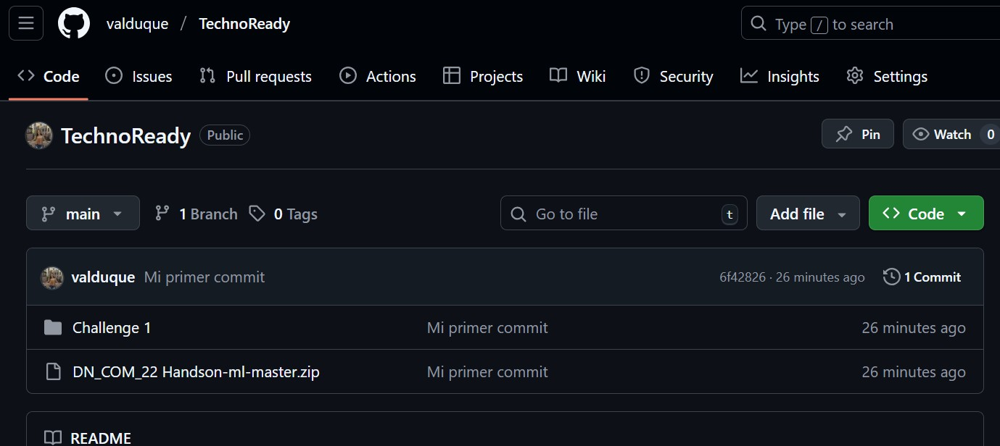 valduque / TechnoReady
Type / to search
Code Issues Pull requests Actions Projects Wiki Security Insights Settings
TechnoReady Public
Pin Watch 0
main 1 Branch 0 Tags
Go to file t Add file Code
valduque Mi primer commit 6f42826 · 26 minutes ago 1 Commit
Challenge 1 Mi primer commit 26 minutes ago
DN_COM_22 Handson-ml-master.zip Mi primer commit 26 minutes ago
README